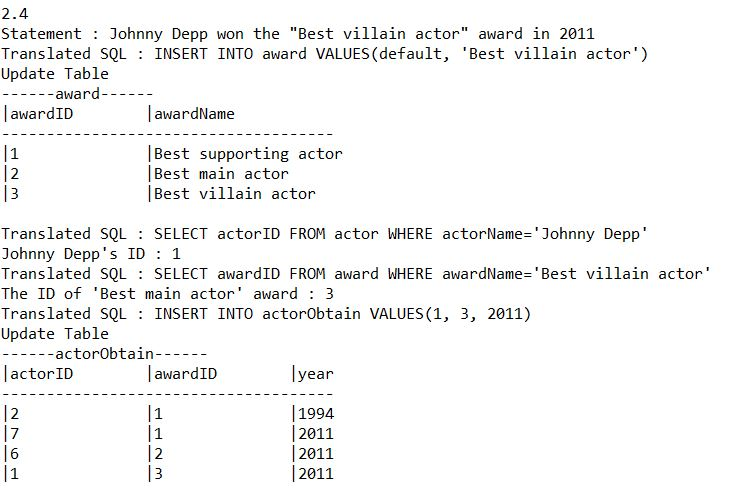 2.4
Statement : Johnny Depp won the "Best villain actor" award in 2011
Translated SQL : INSERT INTO award VALUES(default, 'Best villain actor')
Update Table
------award------
|awardID        |awardName
-------------------------------------
|1              |Best supporting actor
|2              |Best main actor
|3              |Best villain actor

Translated SQL : SELECT actorID FROM actor WHERE actorName='Johnny Depp'
Johnny Depp's ID : 1
Translated SQL : SELECT awardID FROM award WHERE awardName='Best villain actor'
The ID of 'Best main actor' award : 3
Translated SQL : INSERT INTO actorObtain VALUES(1, 3, 2011)
Update Table
------actorObtain------
|actorID        |awardID        |year
-------------------------------------
|2              |1              |1994
|7              |1              |2011
|6              |2              |2011
|1              |3              |2011